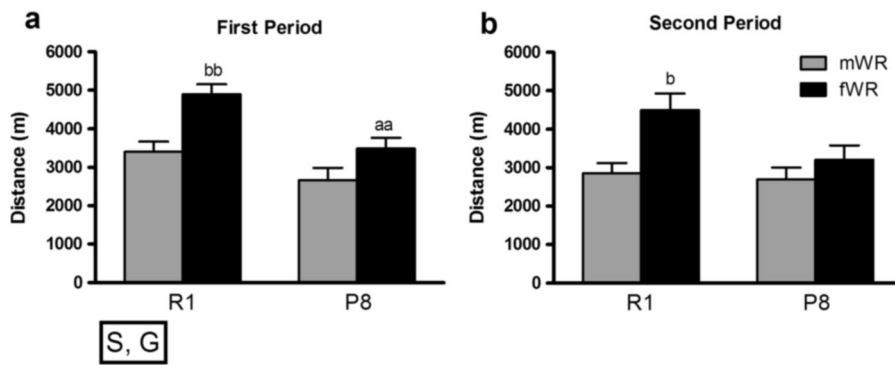 a
First Period
Distance (m)
6000
5000
4000
3000
2000
1000
0
bb
aa
R1
P8
S, G
b
Second Period
Distance (m)
6000
5000
4000
3000
2000
1000
0
b
mWR
fWR
R1
P8